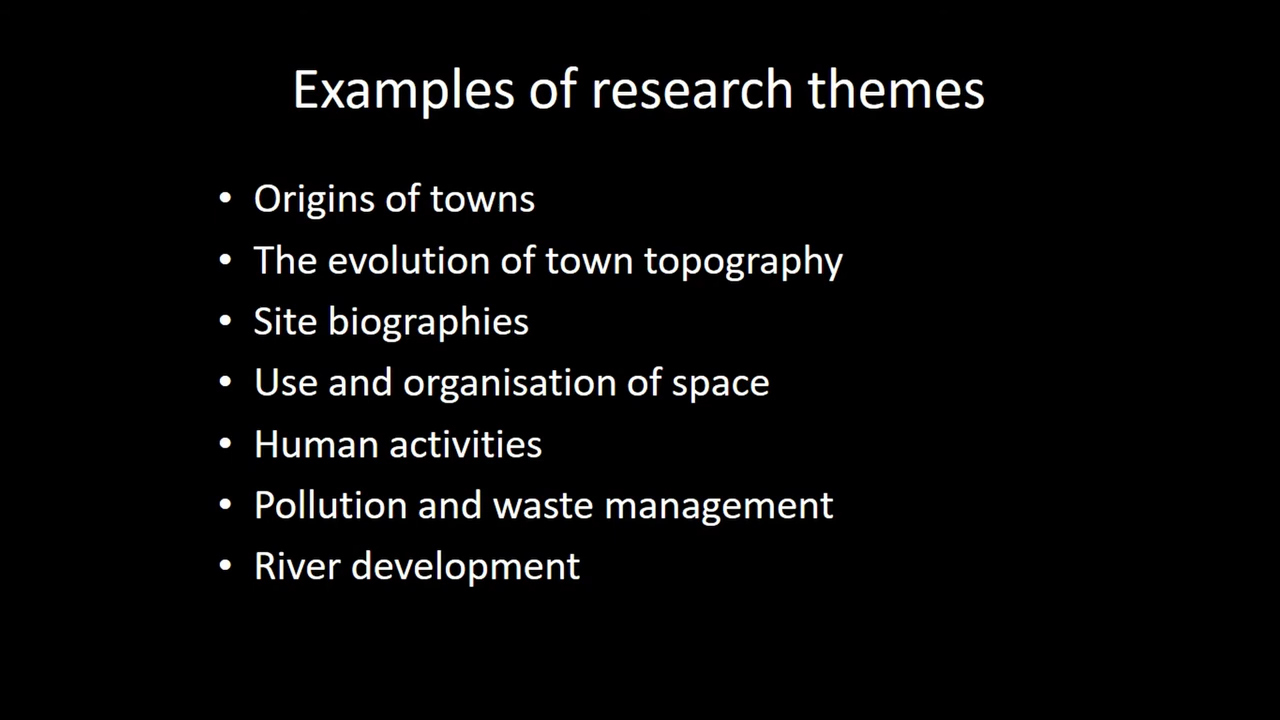 Examples of research themes
• Origins of towns
• The evolution of town topography
• Site biographies
• Use and organisation of space
• Human activities
• Pollution and waste management
• River development